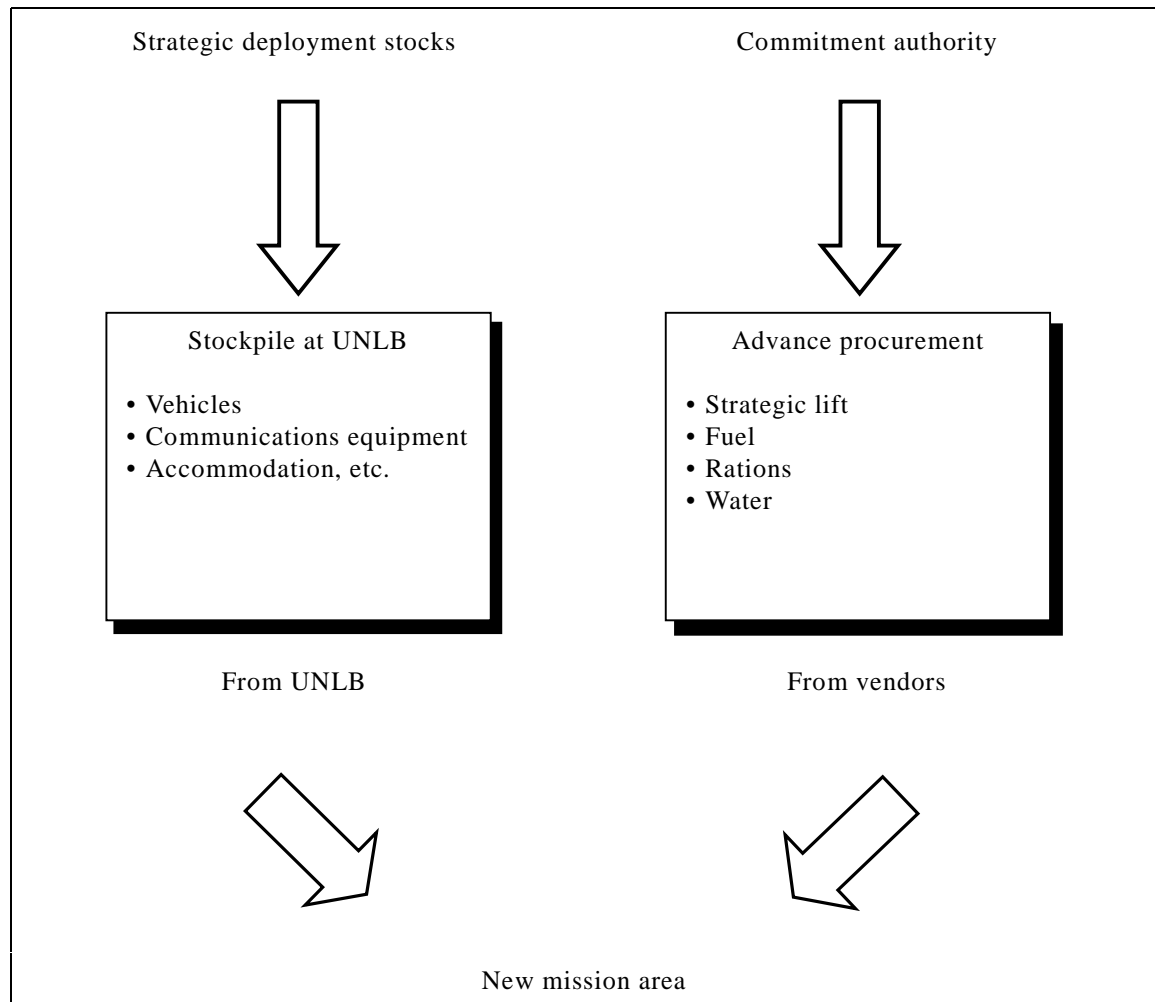 Strategic deployment stocks
Commitment authority
Stockpile at UNLB
• Vehicles
• Communications equipment
• Accommodation, etc.
Advance procurement
• Strategic lift
• Fuel
• Rations
• Water
From UNLB
From vendors
New mission area